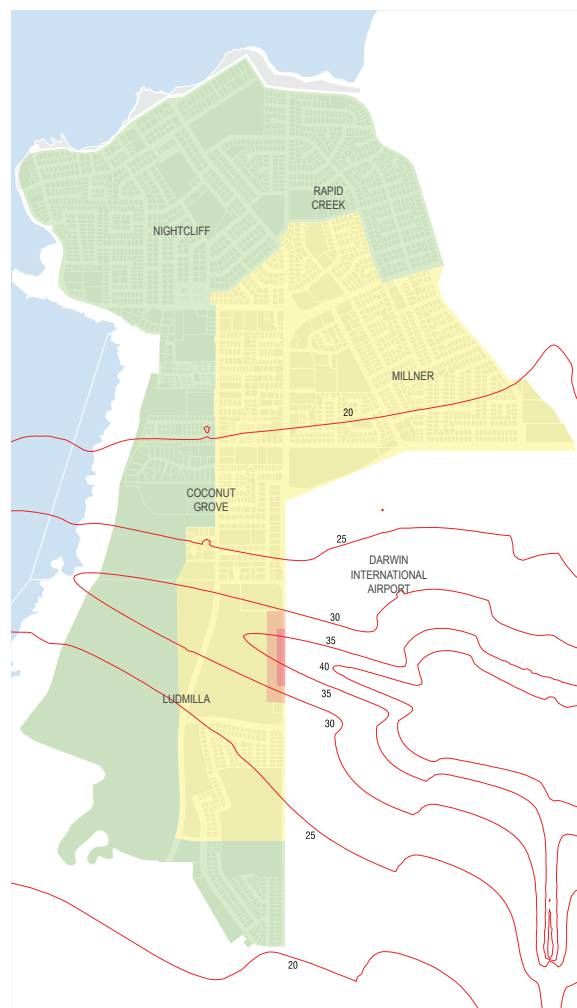 RAPID
CREEK
NIGHTCLIFF
MILLNER
20
COCONUT
GROVE
25
DARWIN
INTERNATIONAL
AIRPORT
30
35
40
35
LUDMILLA
30
25
20